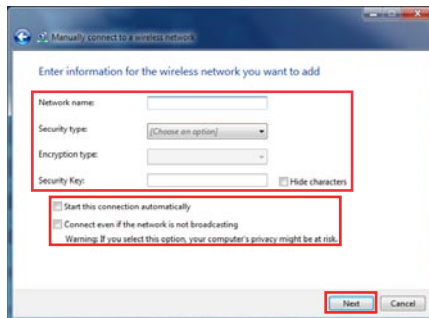 Manually connect to a wireless network
Enter information for the wireless network you want to add
Network name:
Security type: [Choose an option]
Encryption type:
Security Key: Hide characters
Start this connection automatically
Connect even if the network is not broadcasting
Warning: If you select this option, your computer's privacy might be at risk.
Next Cancel